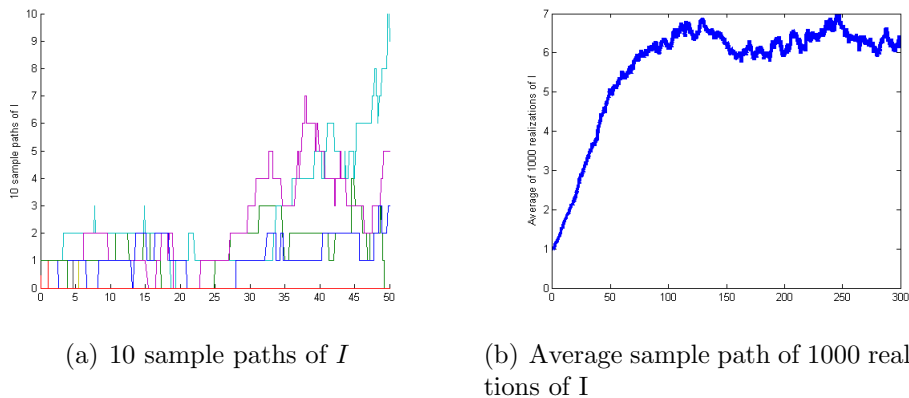 10
9
8
7
6
5
4
3
2
1
0
10 sample paths of I
0 5 10 15 20 25 30 35 40 45 50
7
6
5
4
3
2
1
0
Average of 1000 realizations of I
0 50 100 150 200 250 300
(a) 10 sample paths of I
(b) Average sample path of 1000 real
tions of I